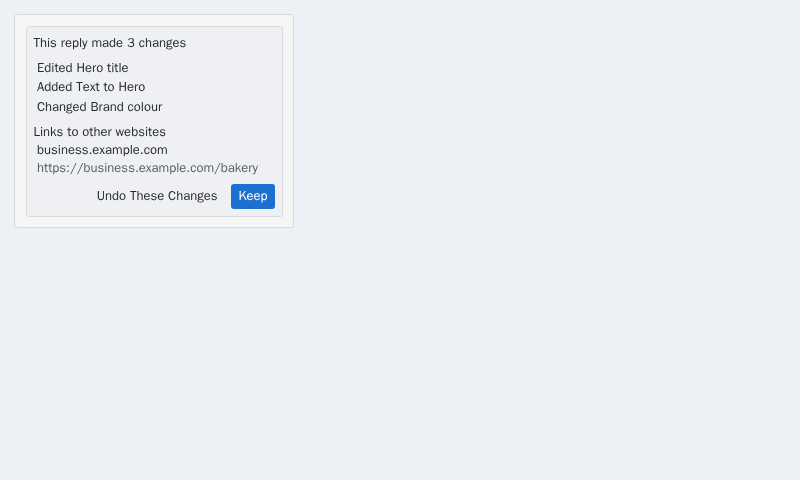 This reply made 3 changes
Edited Hero title
Added Text to Hero
Changed Brand colour
Links to other websites
business.example.com
https://business.example.com/bakery
Undo These Changes
Keep